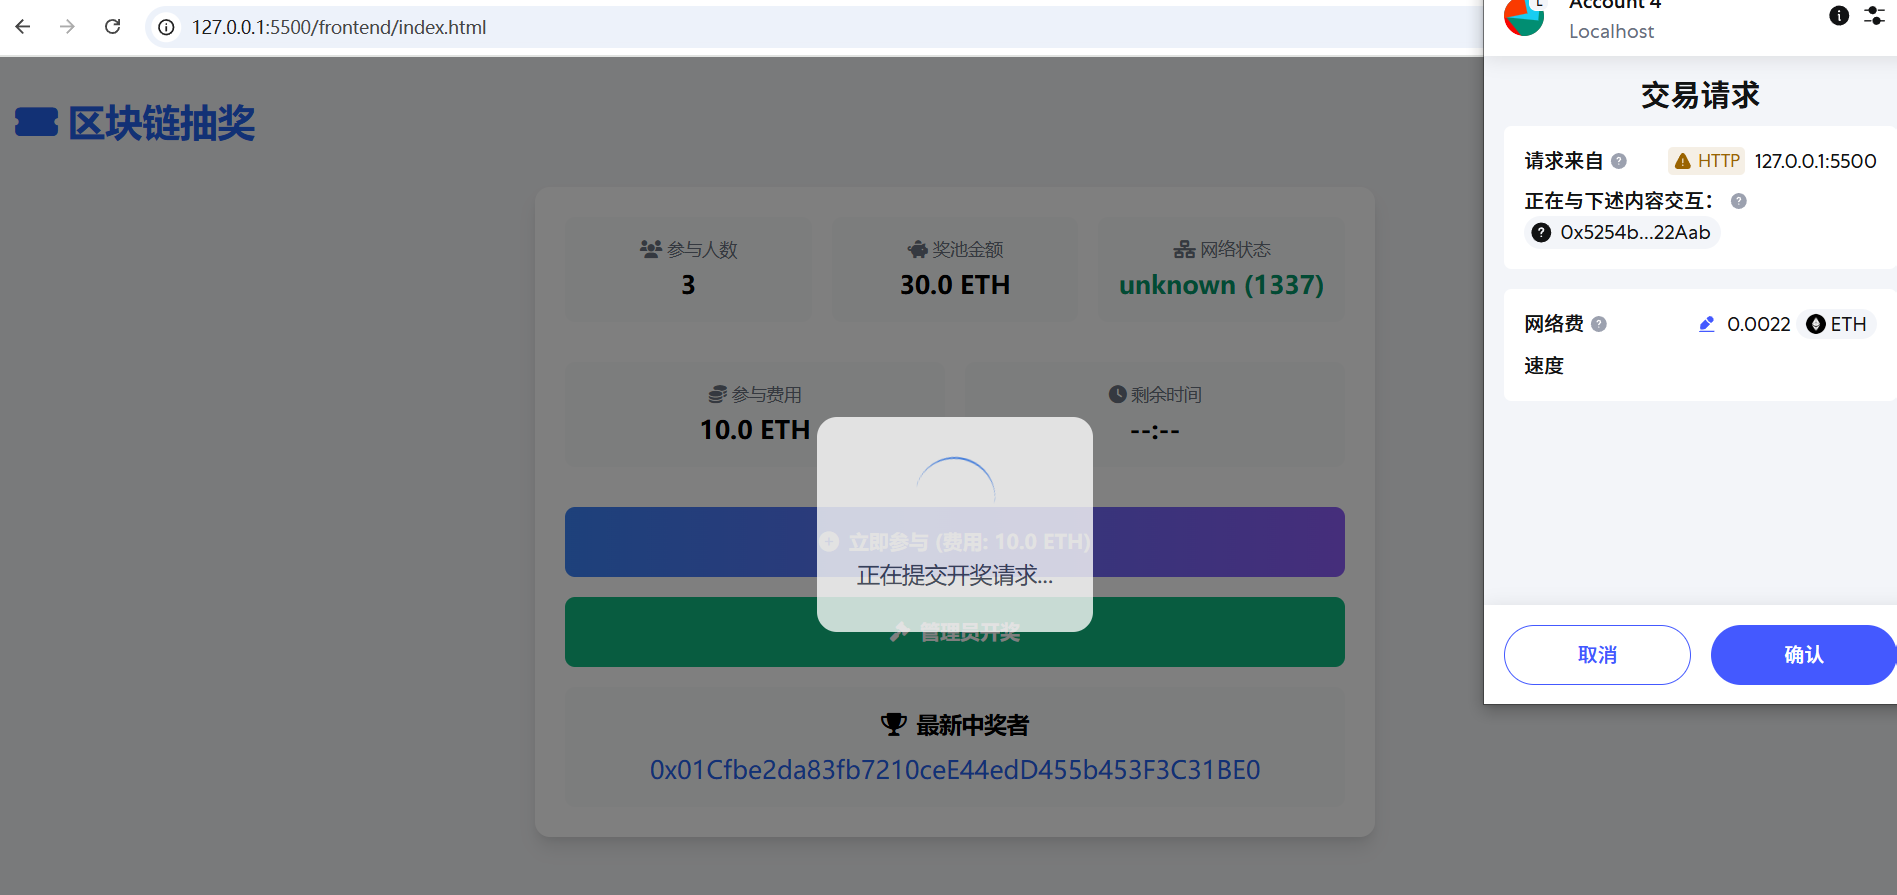 127.0.0.1:5500/frontend/index.html
区块链抽奖
参与人数
3
奖池金额
30.0 ETH
网络状态
unknown (1337)
参与费用
10.0 ETH
剩余时间
--:--
立即参与 (费用: 10.0 ETH)
正在提交开奖请求...
管理员开奖
最新中奖者
0x01Cfbe2da83fb7210ceE44edD455b453F3C31BE0
L
Account 4
Localhost
交易请求
请求来自
HTTP 127.0.0.1:5500
正在与下述内容交互：
0x5254b...22Aab
网络费
0.0022 ETH
速度
取消
确认